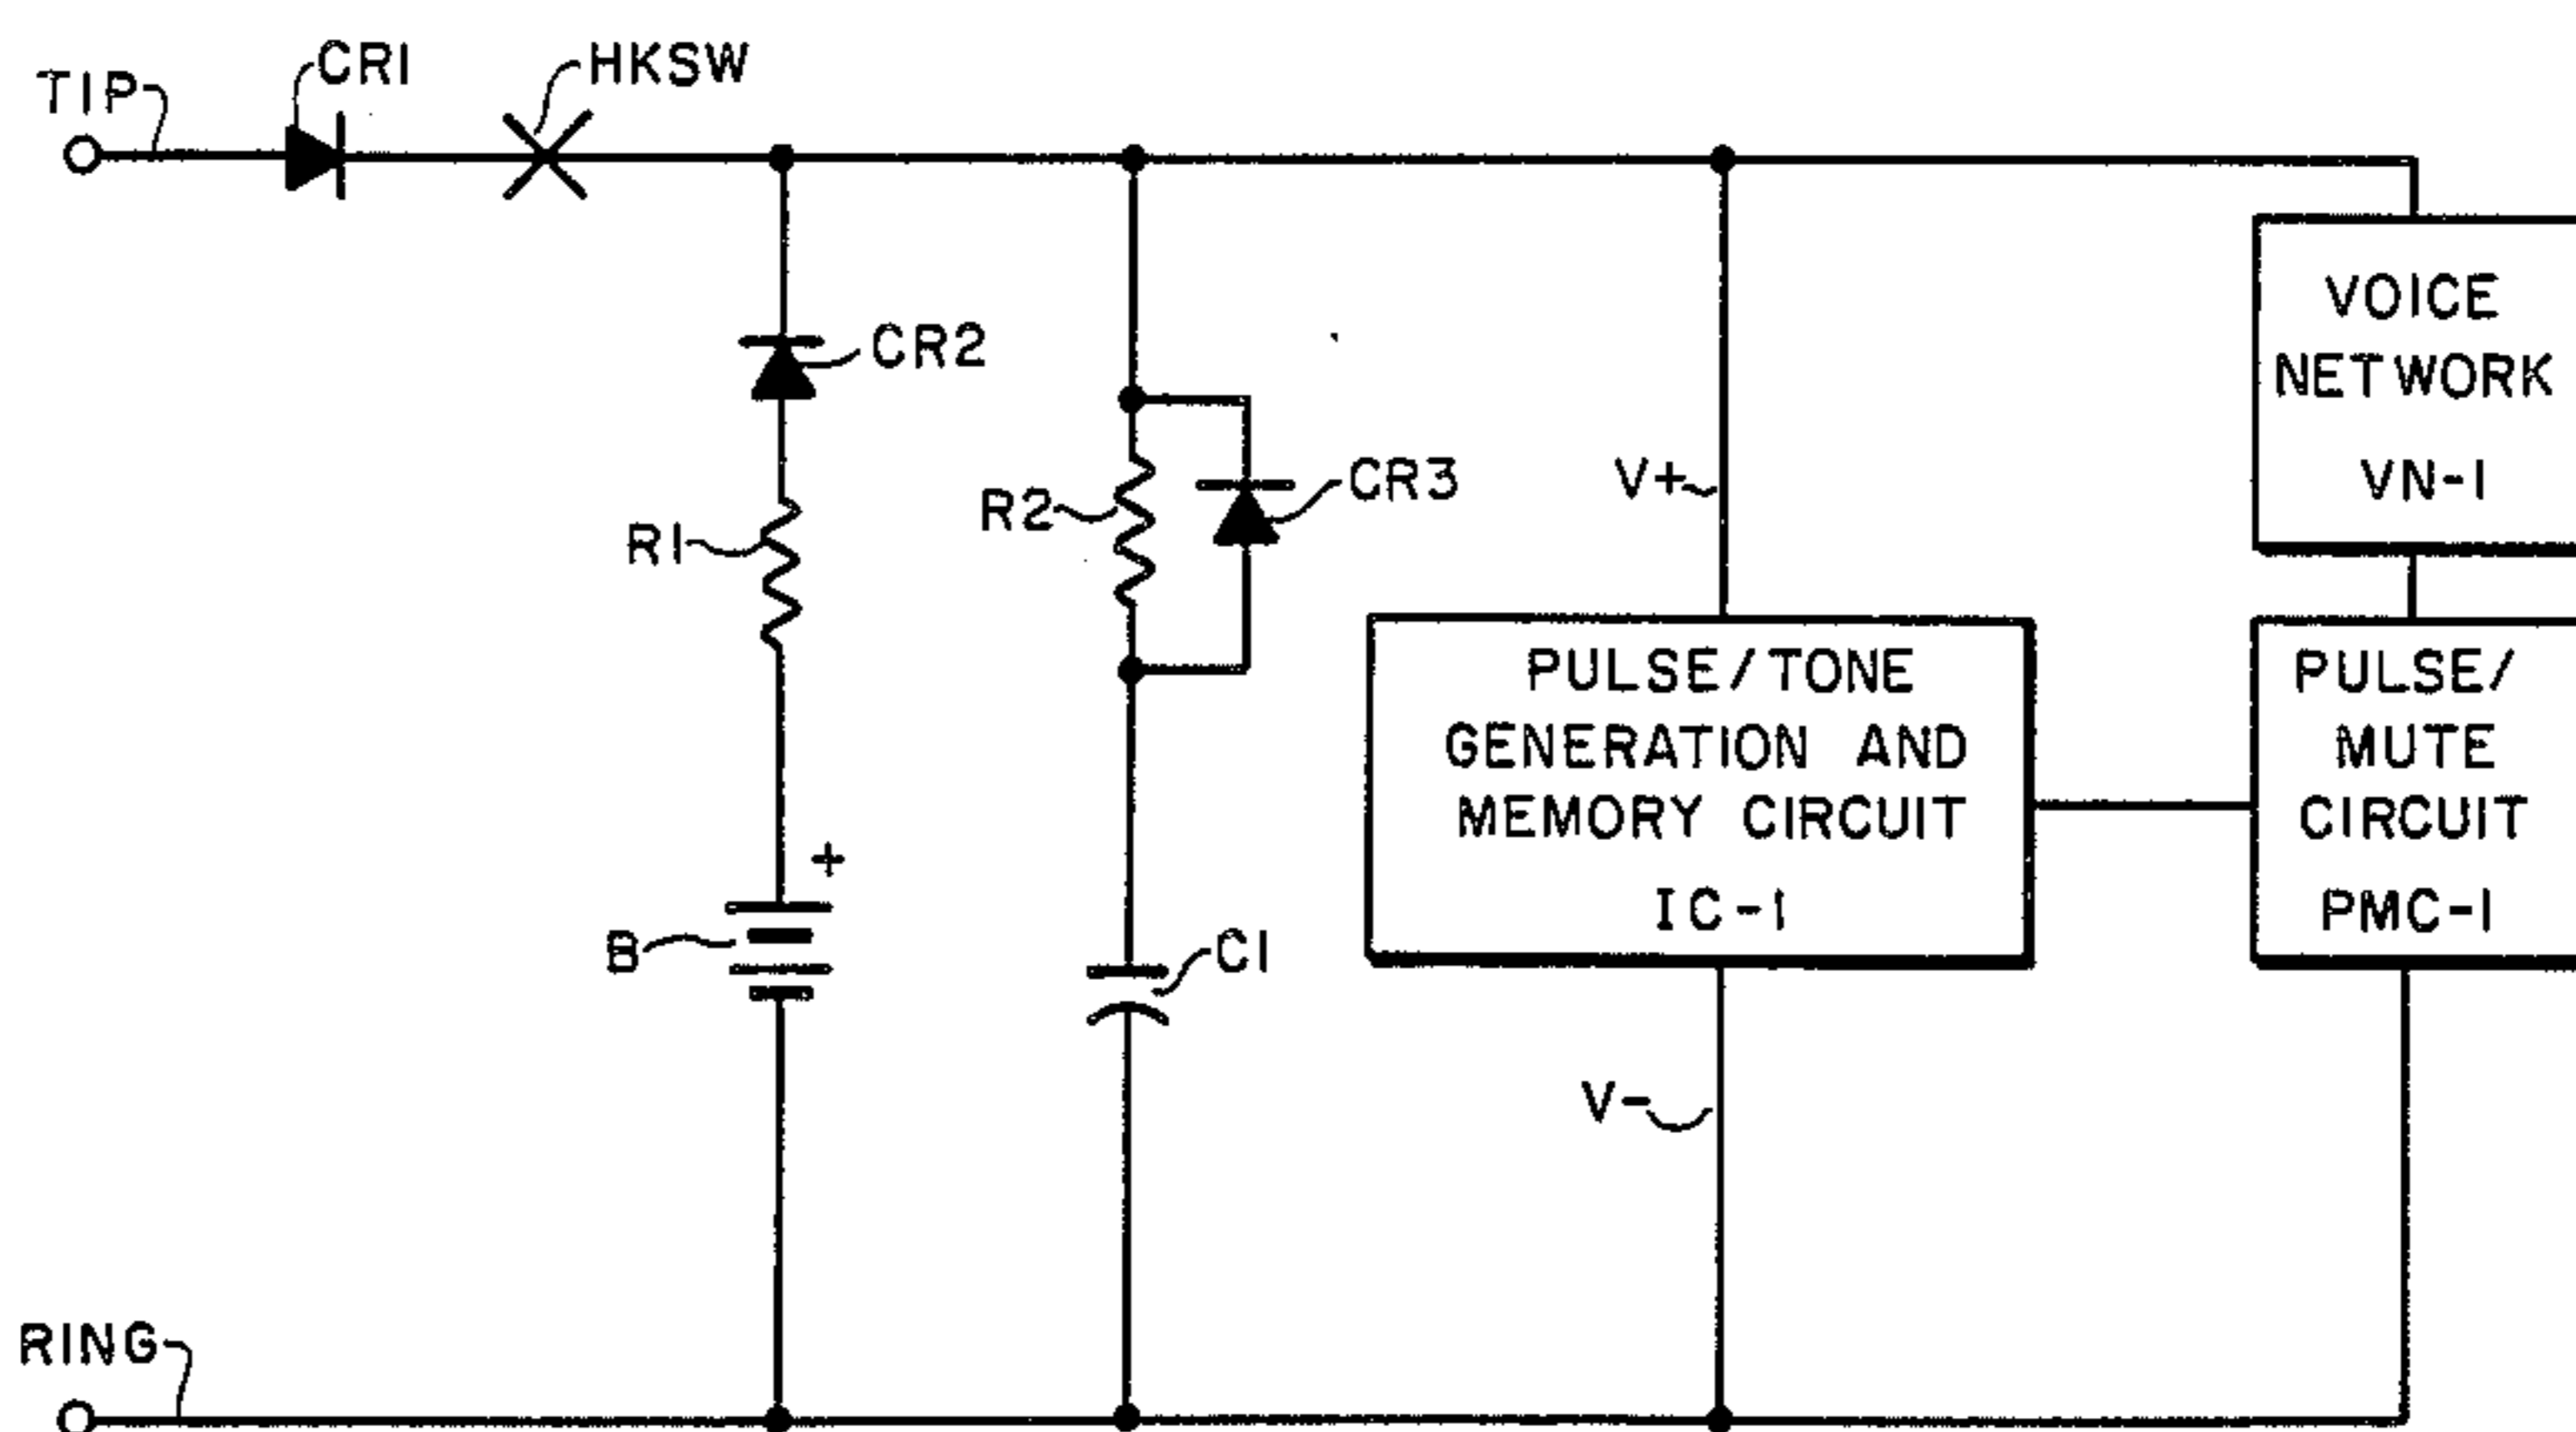 TIP
CR1
HKSW
CR2
R1
R2
CR3
V+
VOICE
NETWORK
VN-1
PULSE/TONE
GENERATION AND
MEMORY CIRCUIT
IC-1
PULSE/
MUTE
CIRCUIT
PMC-1
+
B
C1
V-
RING